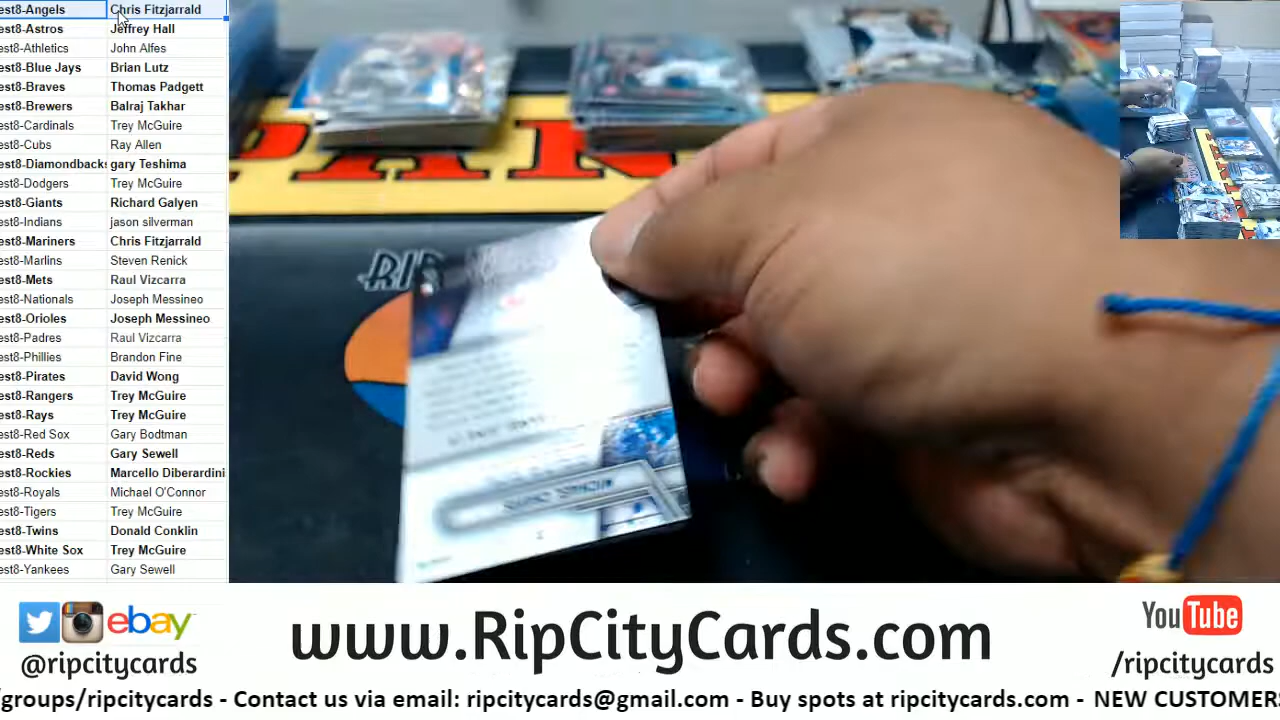 est8-Angels Chris Fitzjarrald
est8-Astros Jeffrey Hall
est8-Athletics John Alfes
est8-Blue Jays Brian Lutz
est8-Braves Thomas Padgett
est8-Brewers Balraj Takhar
est8-Cardinals Trey McGuire
est8-Cubs Ray Allen
est8-Diamondbacks gary Teshima
est8-Dodgers Trey McGuire
est8-Giants Richard Galyen
est8-Indians jason silverman
est8-Mariners Chris Fitzjarrald
est8-Marlins Steven Renick
est8-Mets Raul Vizcarra
est8-Nationals Joseph Messineo
est8-Orioles Joseph Messineo
est8-Padres Raul Vizcarra
est8-Phillies Brandon Fine
est8-Pirates David Wong
est8-Rangers Trey McGuire
est8-Rays Trey McGuire
est8-Red Sox Gary Bodtman
est8-Reds Gary Sewell
est8-Rockies Marcello Diberardini
est8-Royals Michael O'Connor
est8-Tigers Trey McGuire
est8-Twins Donald Conklin
est8-White Sox Trey McGuire
est8-Yankees Gary Sewell
RIP
ebay
@ripcitycards
www.RipCityCards.com
YouTube
/ripcitycards
/groups/ripcitycards - Contact us via email: ripcitycards@gmail.com - Buy spots at ripcitycards.com - NEW CUSTOMERS